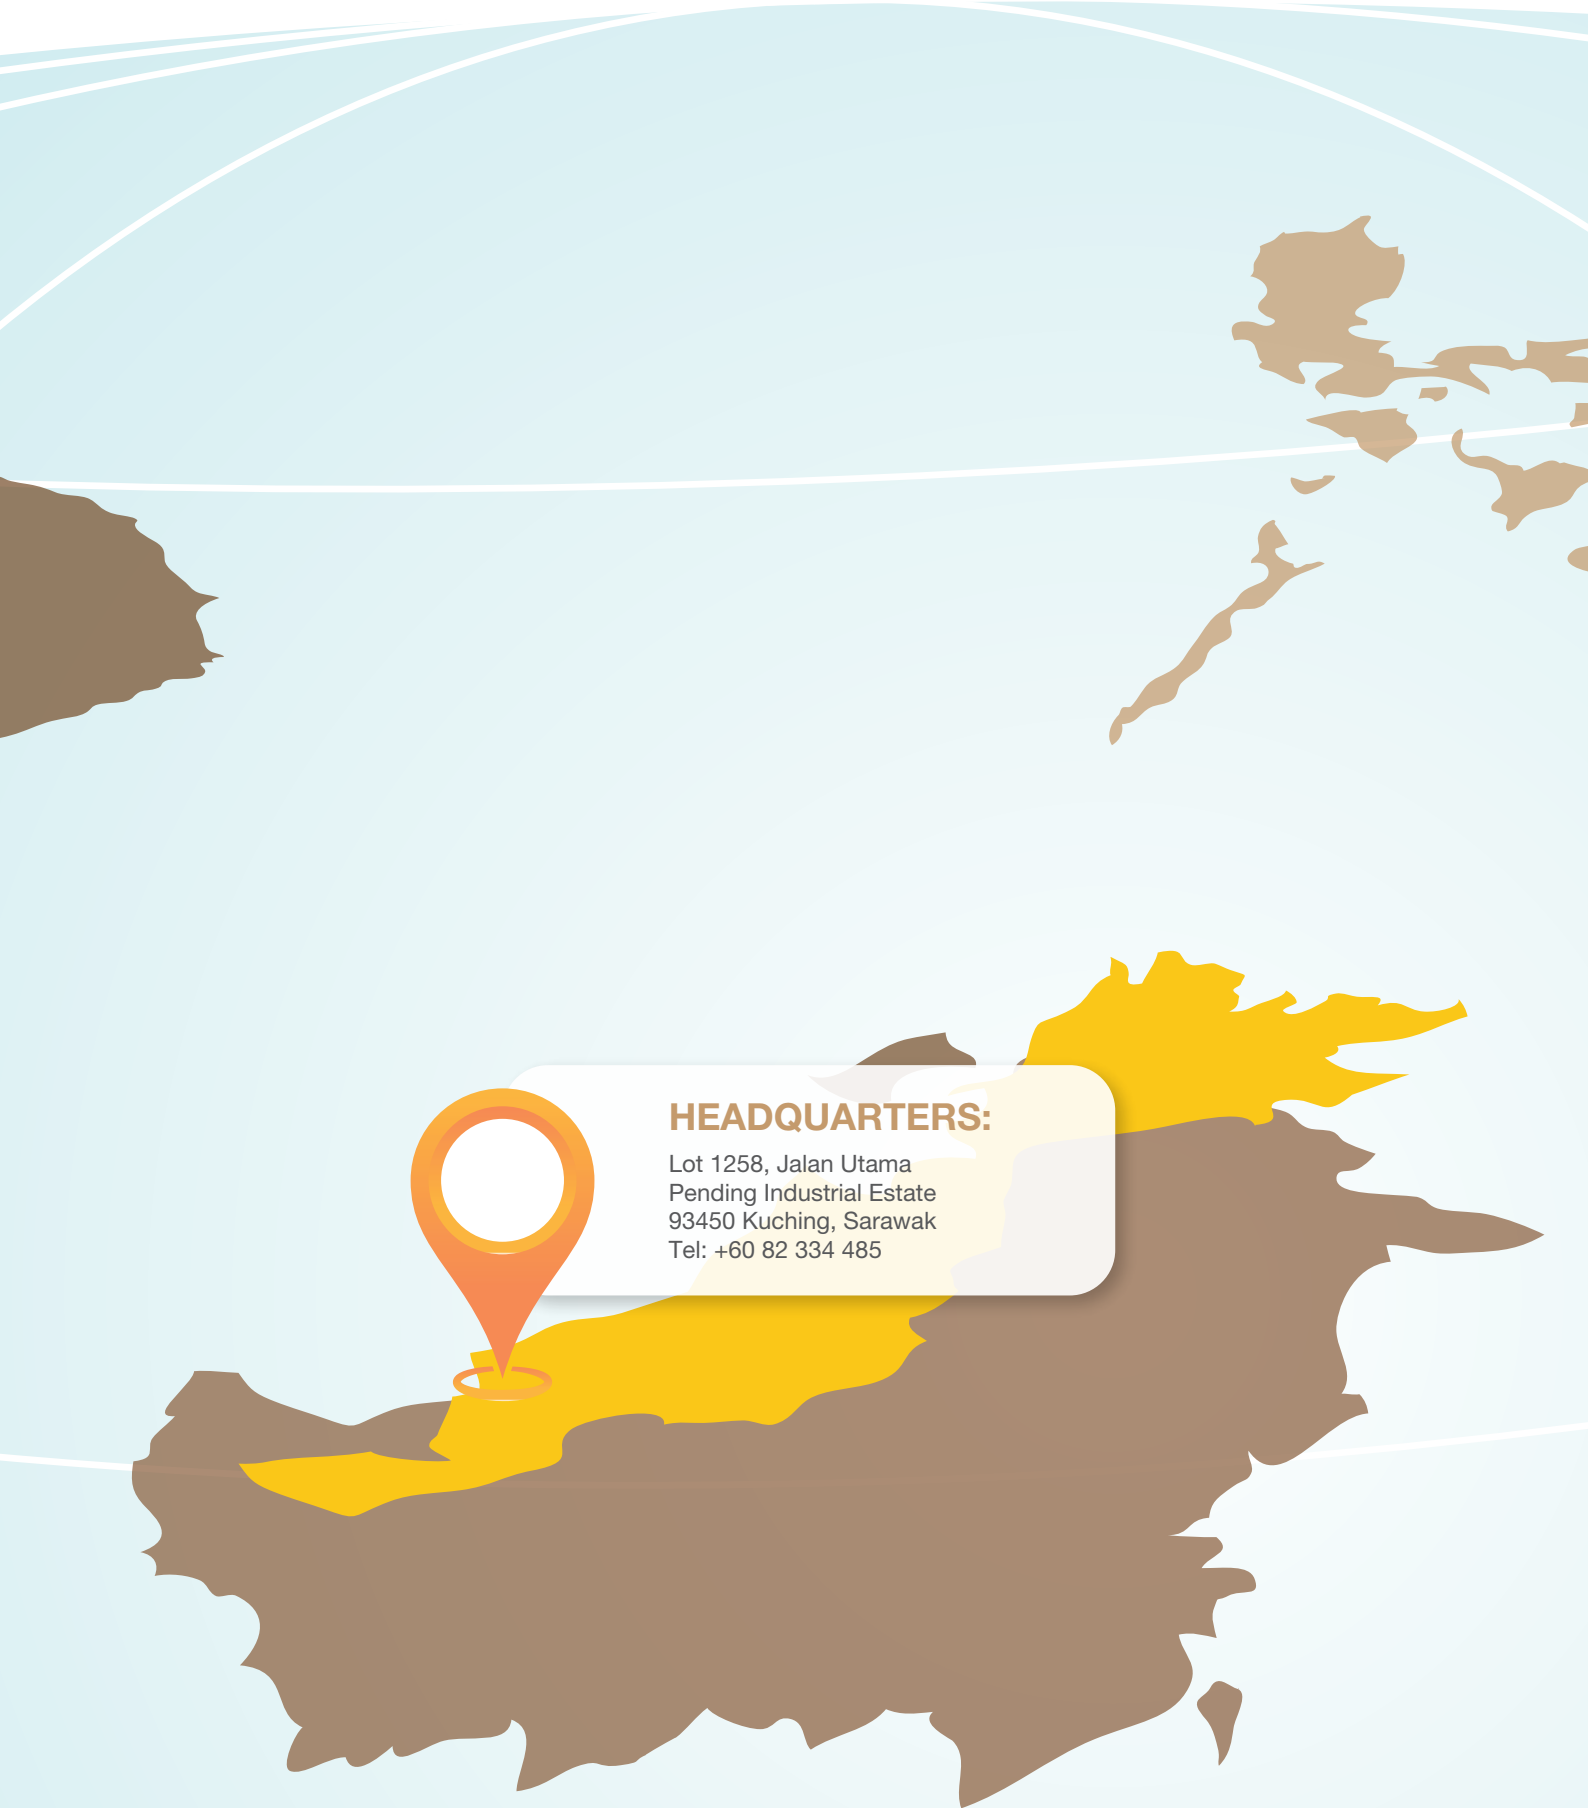 HEADQUARTERS:
Lot 1258, Jalan Utama
Pending Industrial Estate
93450 Kuching, Sarawak
Tel: +60 82 334 485